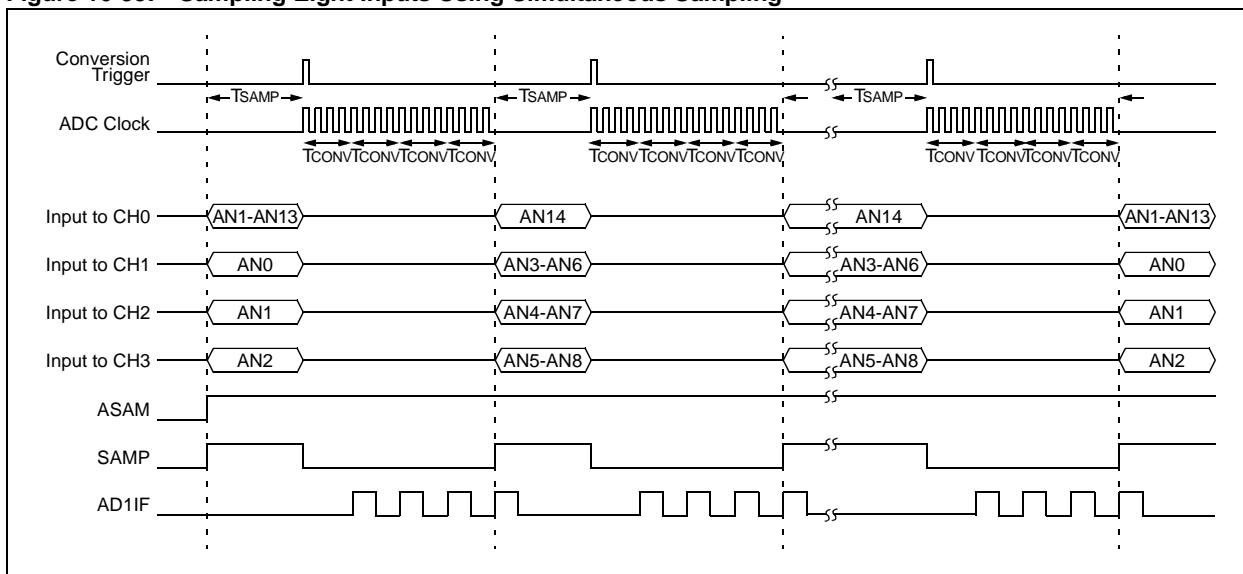 Figure 16-35: Sampling Eight Inputs Using Simultaneous Sampling
Conversion
Trigger
TSAMP TSAMP TSAMP
ADC Clock
TCONV TCONV TCONV TCONV TCONV TCONV TCONV TCONV TCONV TCONV TCONV TCONV
Input to CH0 AN1-AN13 AN14 AN14 AN1-AN13
Input to CH1 AN0 AN3-AN6 AN3-AN6 AN0
Input to CH2 AN1 AN4-AN7 AN4-AN7 AN1
Input to CH3 AN2 AN5-AN8 AN5-AN8 AN2
ASAM
SAMP
AD1IF